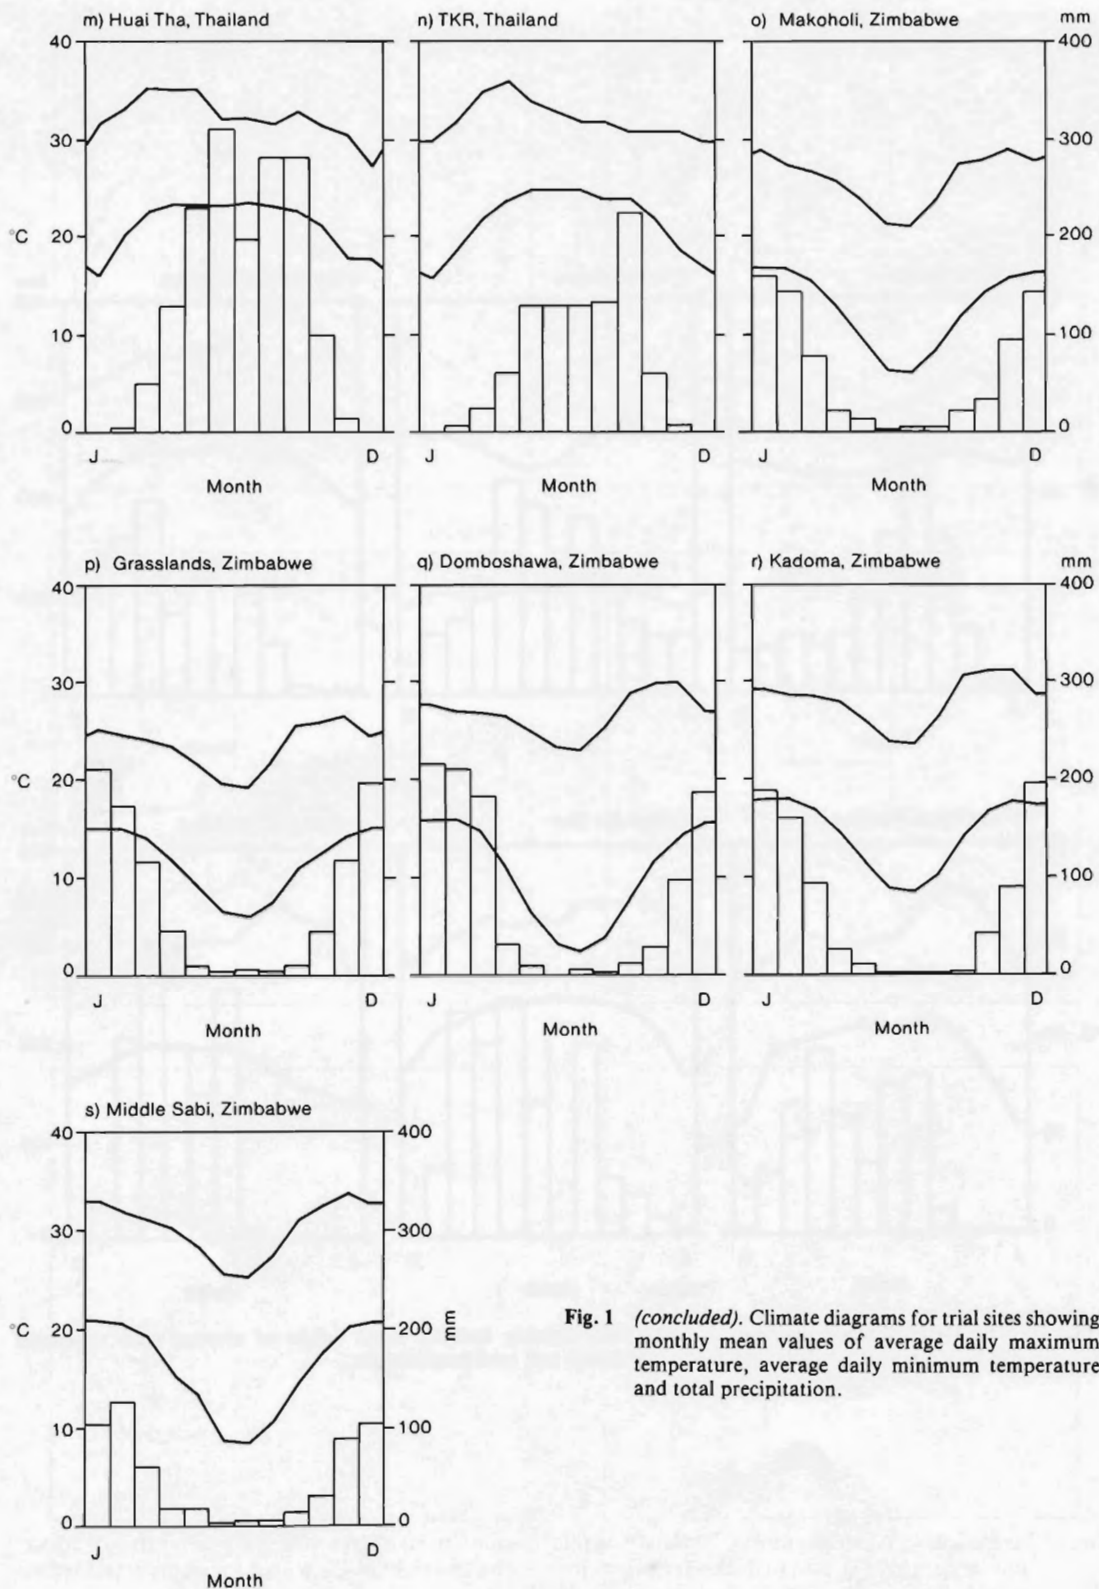 m) Huai Tha, Thailand
n) TKR, Thailand
o) Makoholi, Zimbabwe
mm
40
30
20
10
0
°C
400
300
200
100
0
J D
J D
J D
Month
Month
Month
p) Grasslands, Zimbabwe
q) Domboshawa, Zimbabwe
r) Kadoma, Zimbabwe
mm
40
30
20
10
0
°C
400
300
200
100
0
J D
J D
J D
Month
Month
Month
s) Middle Sabi, Zimbabwe
40
30
20
10
0
°C
400
300
200
100
0
mm
J D
Month
Fig. 1 (concluded). Climate diagrams for trial sites showing
monthly mean values of average daily maximum
temperature, average daily minimum temperature
and total precipitation.